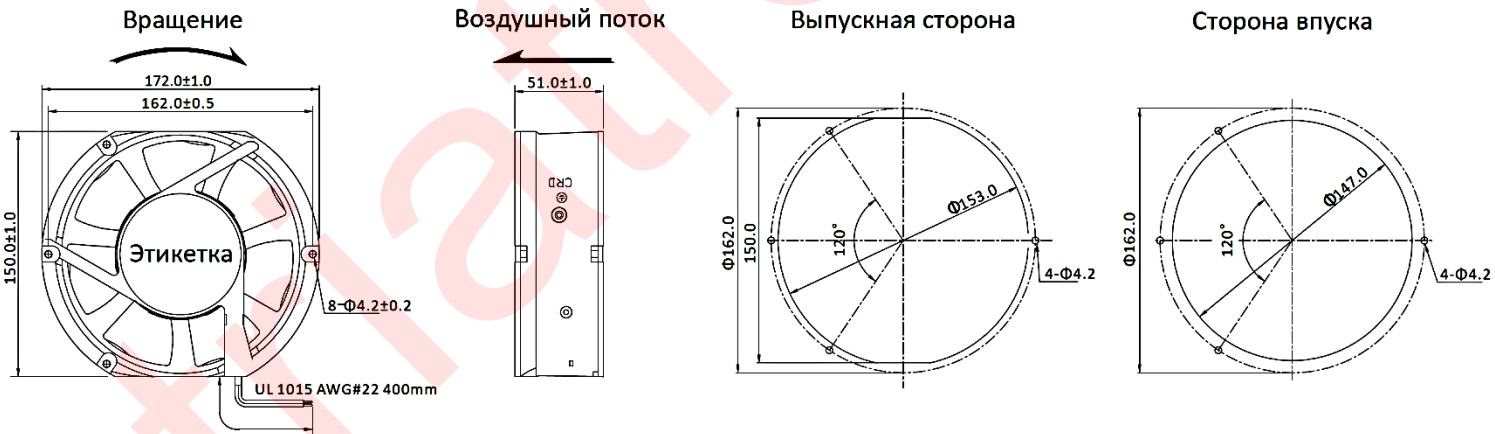 Вращение
Воздушный поток
Выпускная сторона
Сторона впуска
172.0±1.0
162.0±0.5
150.0±1.0
Этикетка
8-Φ4.2±0.2
UL 1015 AWG#22 400mm
51.0±1.0
CRD
Φ162.0
150.0
120°
Φ153.0
4-Φ4.2
Φ162.0
120°
Φ147.0
4-Φ4.2